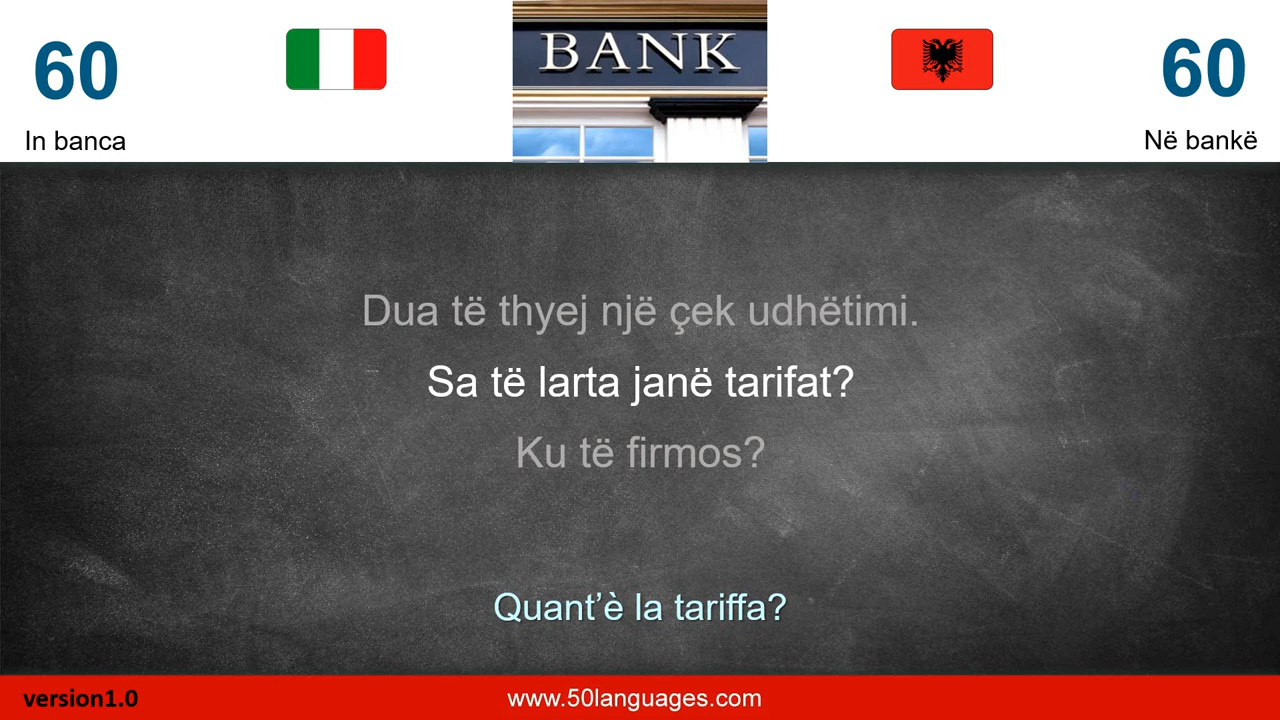 60
BANK
60
In banca
Në bankë
Dua të thyej një çek udhëtimi.
Sa të larta janë tarifat?
Ku të firmos?
Quant’è la tariffa?
version1.0
www.50languages.com